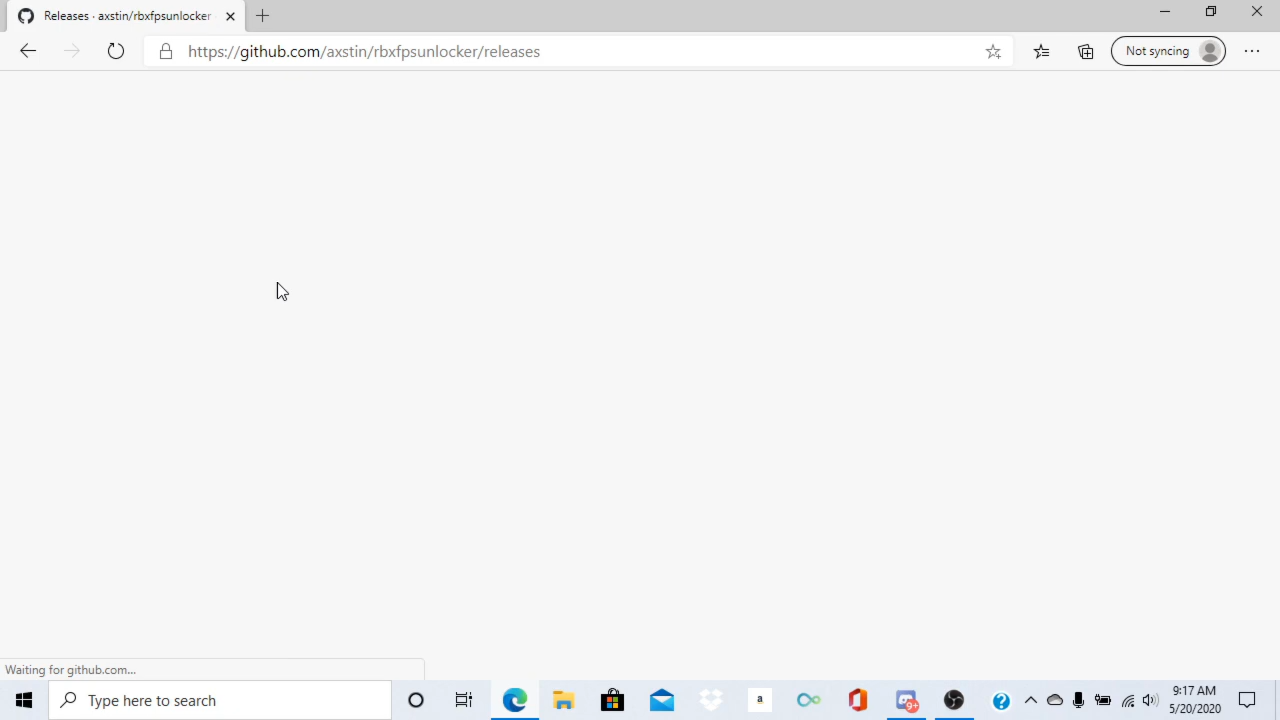 Releases · axstin/rbxfpsunlocker
https://github.com/axstin/rbxfpsunlocker/releases
Not syncing
Waiting for github.com...
Type here to search
a
9+
?
9:17 AM
5/20/2020